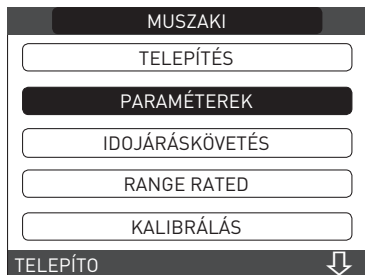 MUSZAKI
TELEPÍTÉS
PARAMÉTEREK
IDOJÁRÁSKÖVETÉS
RANGE RATED
KALIBRÁLÁS
TELEPÍTO